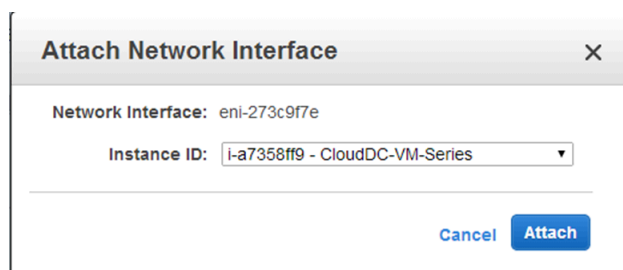 Attach Network Interface
Network Interface: eni-273c9f7e
Instance ID: i-a7358ff9 - CloudDC-VM-Series
Cancel Attach